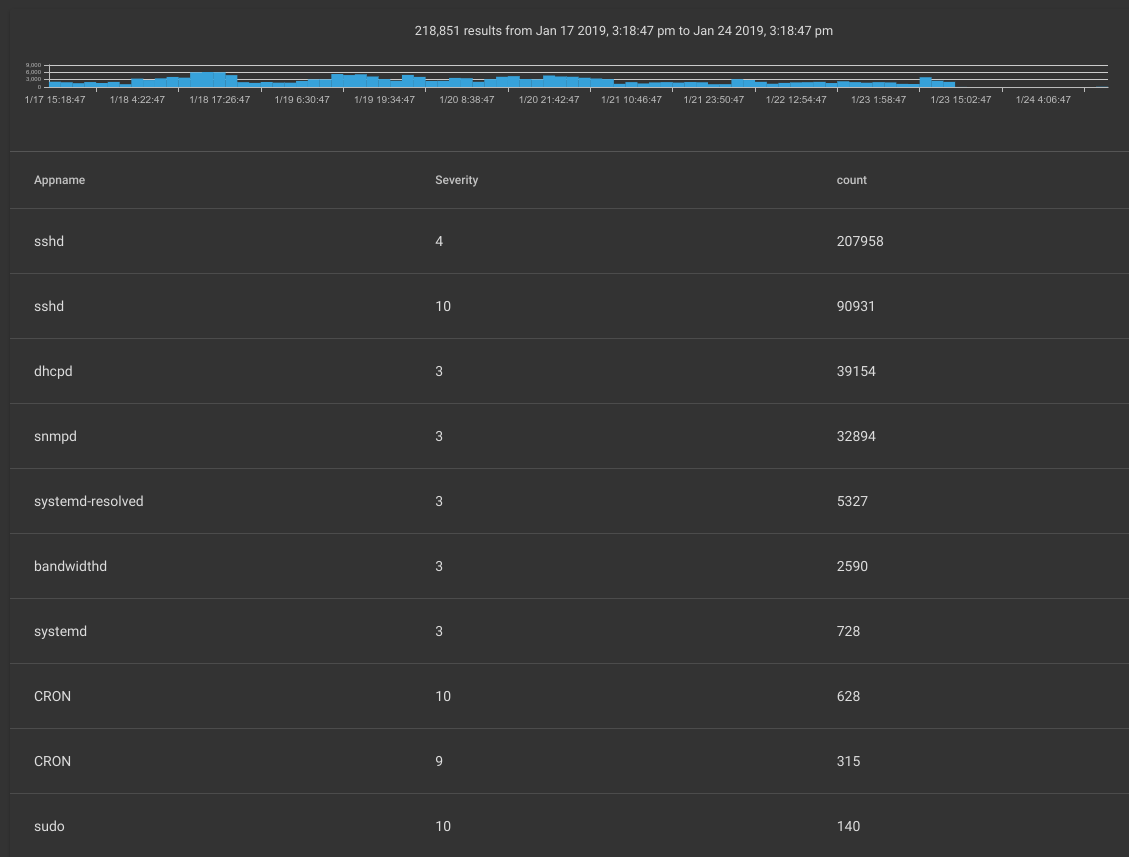 218,851 results from Jan 17 2019, 3:18:47 pm to Jan 24 2019, 3:18:47 pm
9,000
6,000
3,000
0
1/17 15:18:47 1/18 4:22:47 1/18 17:26:47 1/19 6:30:47 1/19 19:34:47 1/20 8:38:47 1/20 21:42:47 1/21 10:46:47 1/21 23:50:47 1/22 12:54:47 1/23 1:58:47 1/23 15:02:47 1/24 4:06:47
Appname Severity count
sshd 4 207958
sshd 10 90931
dhcpd 3 39154
snmpd 3 32894
systemd-resolved 3 5327
bandwidthd 3 2590
systemd 3 728
CRON 10 628
CRON 9 315
sudo 10 140